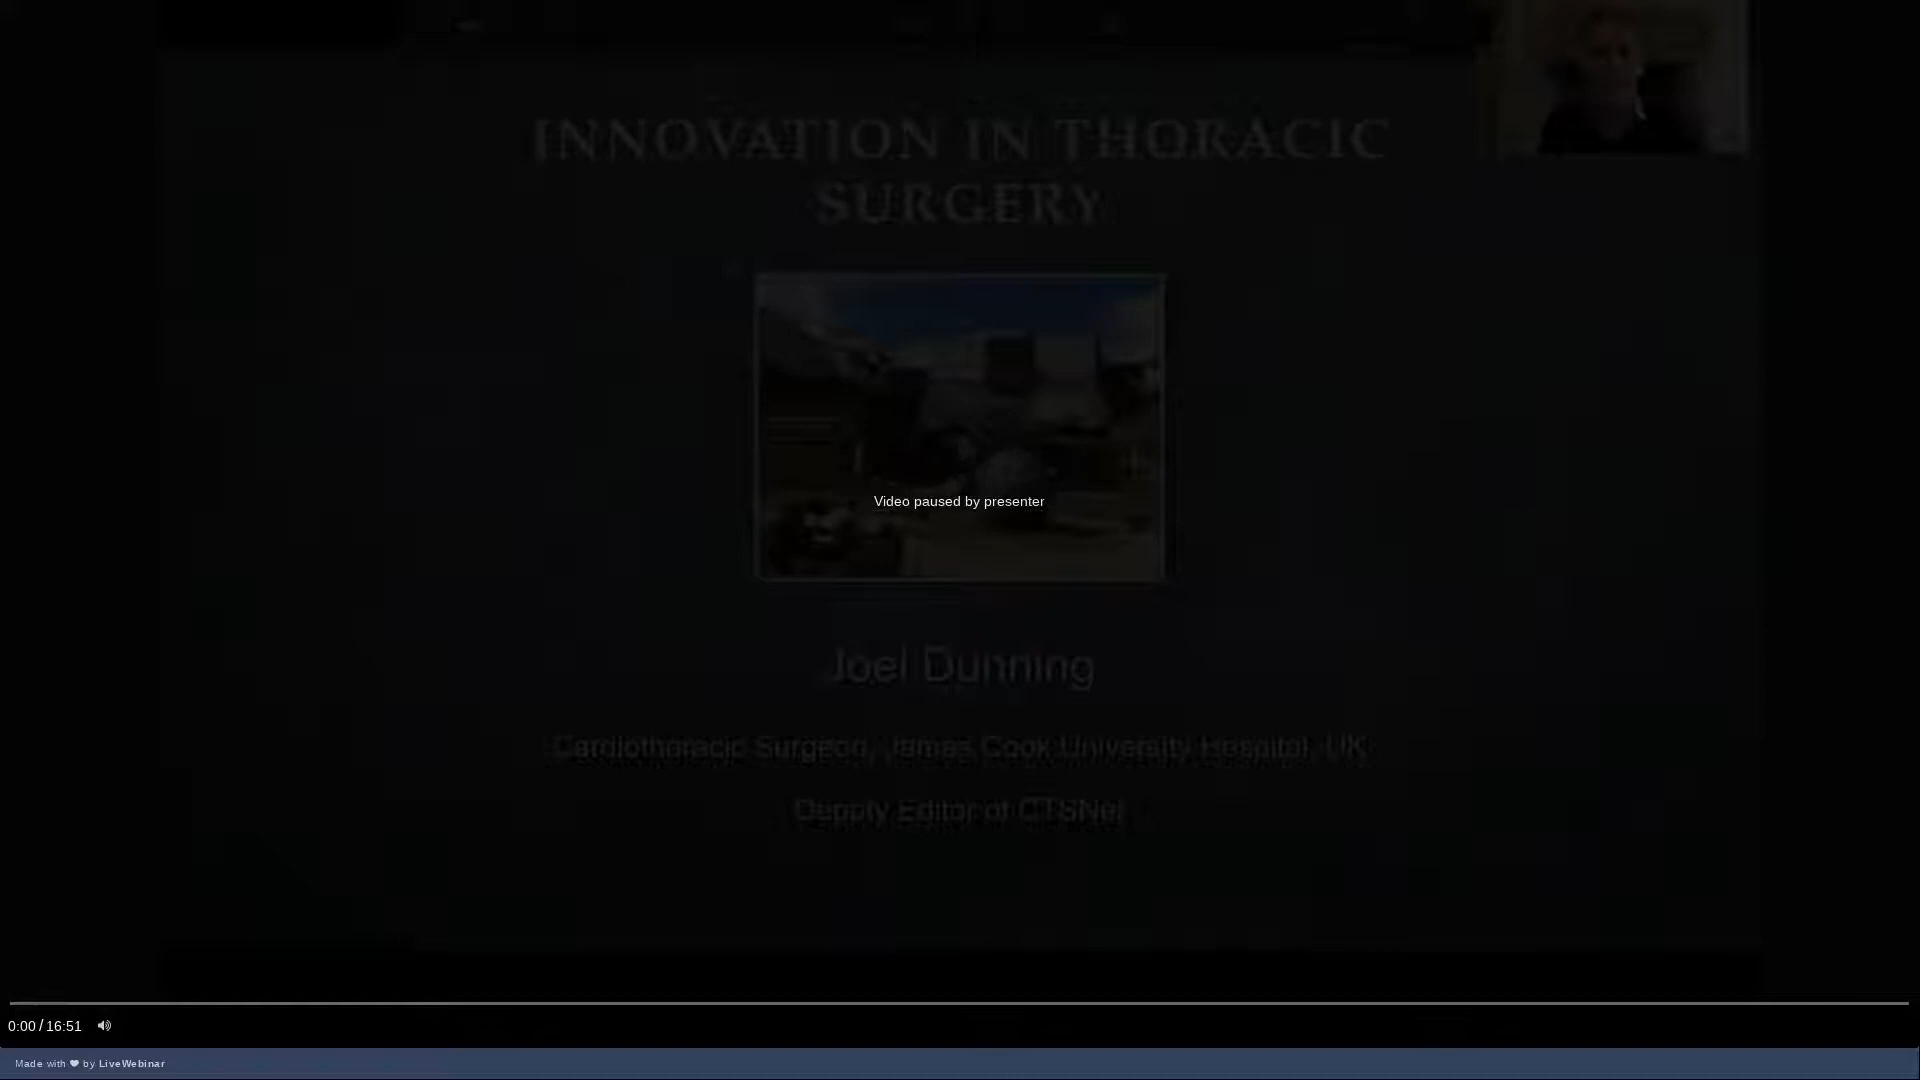 INNOVATION IN THORACIC
SURGERY
Video paused by presenter
Joel Dunning
Cardiothoracic Surgeon, James Cook University Hospital, UK
Deputy Editor of CTSNet
0:00 / 16:51
Made with ❤ by LiveWebinar